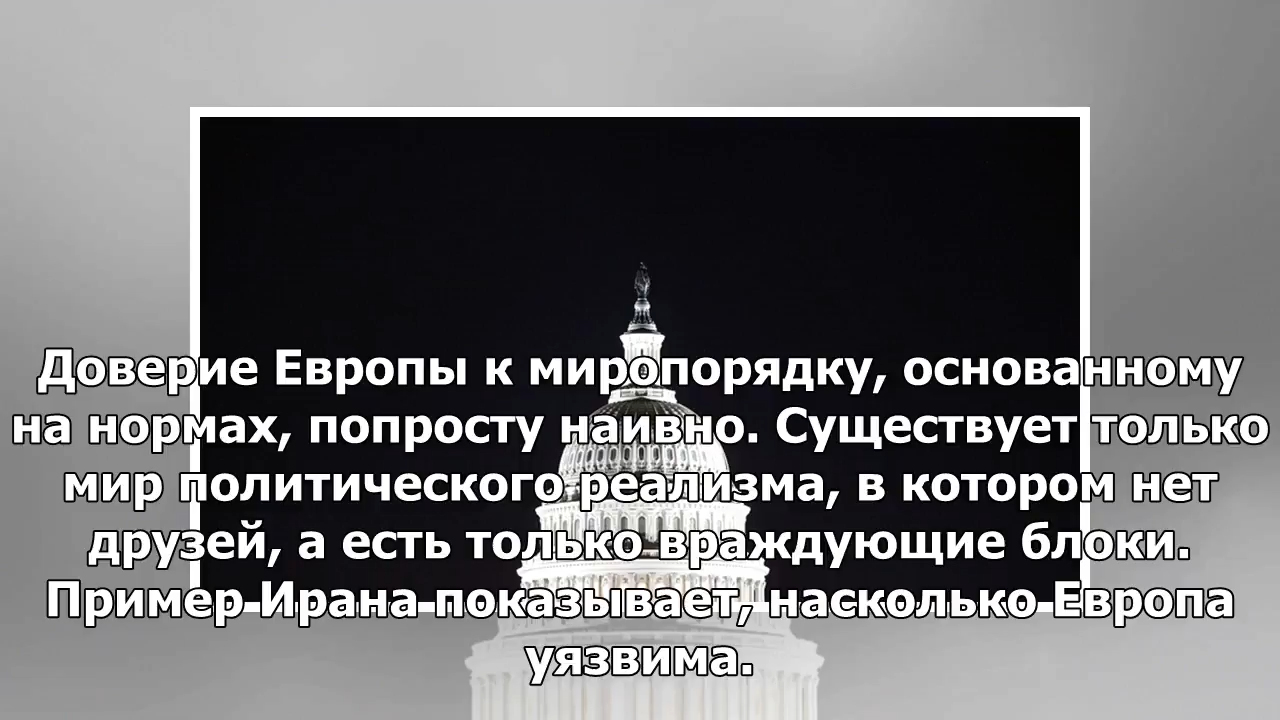 Доверие Европы к миропорядку, основанному
на нормах, попросту наивно. Существует только
мир политического реализма, в котором нет
друзей, а есть только враждующие блоки.
Пример Ирана показывает, насколько Европа
уязвима.